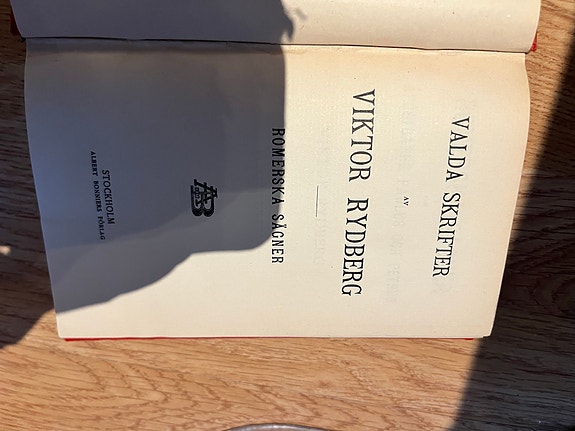 VALDA SKRIFTER
AV
VIKTOR RYDBERG
ROMERSKA SÄGNER
STOCKHOLM
ALBERT BONNIERS FÖRLAG